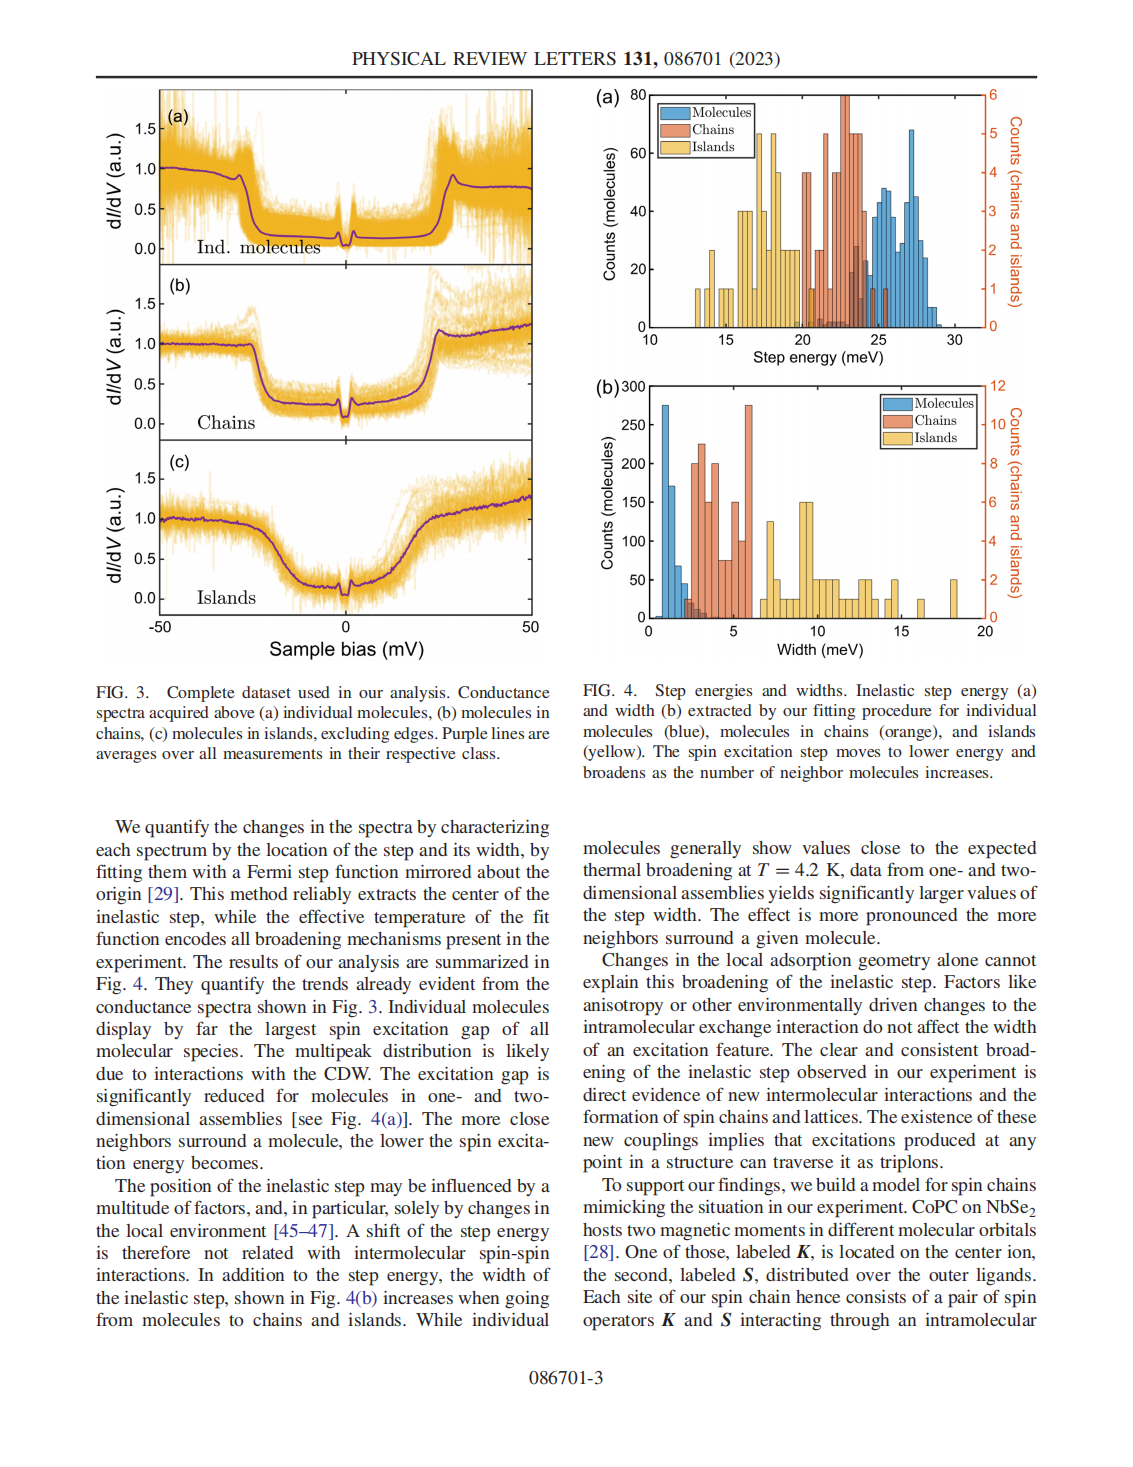 PHYSICAL REVIEW LETTERS 131, 086701 (2023)
(a)
1.5
1.0
0.5
0.0
dI/dV (a.u.)
Ind. molecules
(b)
1.5
1.0
0.5
0.0
dI/dV (a.u.)
Chains
(c)
1.5
1.0
0.5
0.0
dI/dV (a.u.)
Islands
-50
0
50
Sample bias (mV)
FIG. 3. Complete dataset used in our analysis. Conductance
spectra acquired above (a) individual molecules, (b) molecules in
chains, (c) molecules in islands, excluding edges. Purple lines are
averages over all measurements in their respective class.
We quantify the changes in the spectra by characterizing
each spectrum by the location of the step and its width, by
fitting them with a Fermi step function mirrored about the
origin [29]. This method reliably extracts the center of the
inelastic step, while the effective temperature of the fit
function encodes all broadening mechanisms present in the
experiment. The results of our analysis are summarized in
Fig. 4. They quantify the trends already evident from the
conductance spectra shown in Fig. 3. Individual molecules
display by far the largest spin excitation gap of all
molecular species. The multipeak distribution is likely
due to interactions with the CDW. The excitation gap is
significantly reduced for molecules in one- and two-
dimensional assemblies [see Fig. 4(a)]. The more close
neighbors surround a molecule, the lower the spin excita-
tion energy becomes.
The position of the inelastic step may be influenced by a
multitude of factors, and, in particular, solely by changes in
the local environment [45–47]. A shift of the step energy
is therefore not related with intermolecular spin-spin
interactions. In addition to the step energy, the width of
the inelastic step, shown in Fig. 4(b) increases when going
from molecules to chains and islands. While individual
(a)
80
60
40
20
0
Counts (molecules)
Molecules
Chains
Islands
6
5
4
3
2
1
0
Counts (chains and islands)
10
15
20
25
30
Step energy (meV)
(b)
300
250
200
150
100
50
0
Counts (molecules)
Molecules
Chains
Islands
12
10
8
6
4
2
0
Counts (chains and islands)
0
5
10
15
20
Width (meV)
FIG. 4. Step energies and widths. Inelastic step energy (a)
and width (b) extracted by our fitting procedure for individual
molecules (blue), molecules in chains (orange), and islands
(yellow). The spin excitation step moves to lower energy and
broadens as the number of neighbor molecules increases.
molecules generally show values close to the expected
thermal broadening at T = 4.2 K, data from one- and two-
dimensional assemblies yields significantly larger values of
the step width. The effect is more pronounced the more
neighbors surround a given molecule.
Changes in the local adsorption geometry alone cannot
explain this broadening of the inelastic step. Factors like
anisotropy or other environmentally driven changes to the
intramolecular exchange interaction do not affect the width
of an excitation feature. The clear and consistent broad-
ening of the inelastic step observed in our experiment is
direct evidence of new intermolecular interactions and the
formation of spin chains and lattices. The existence of these
new couplings implies that excitations produced at any
point in a structure can traverse it as triplons.
To support our findings, we build a model for spin chains
mimicking the situation in our experiment. CoPC on NbSe₂
hosts two magnetic moments in different molecular orbitals
[28]. One of those, labeled K, is located on the center ion,
the second, labeled S, distributed over the outer ligands.
Each site of our spin chain hence consists of a pair of spin
operators K and S interacting through an intramolecular
086701-3